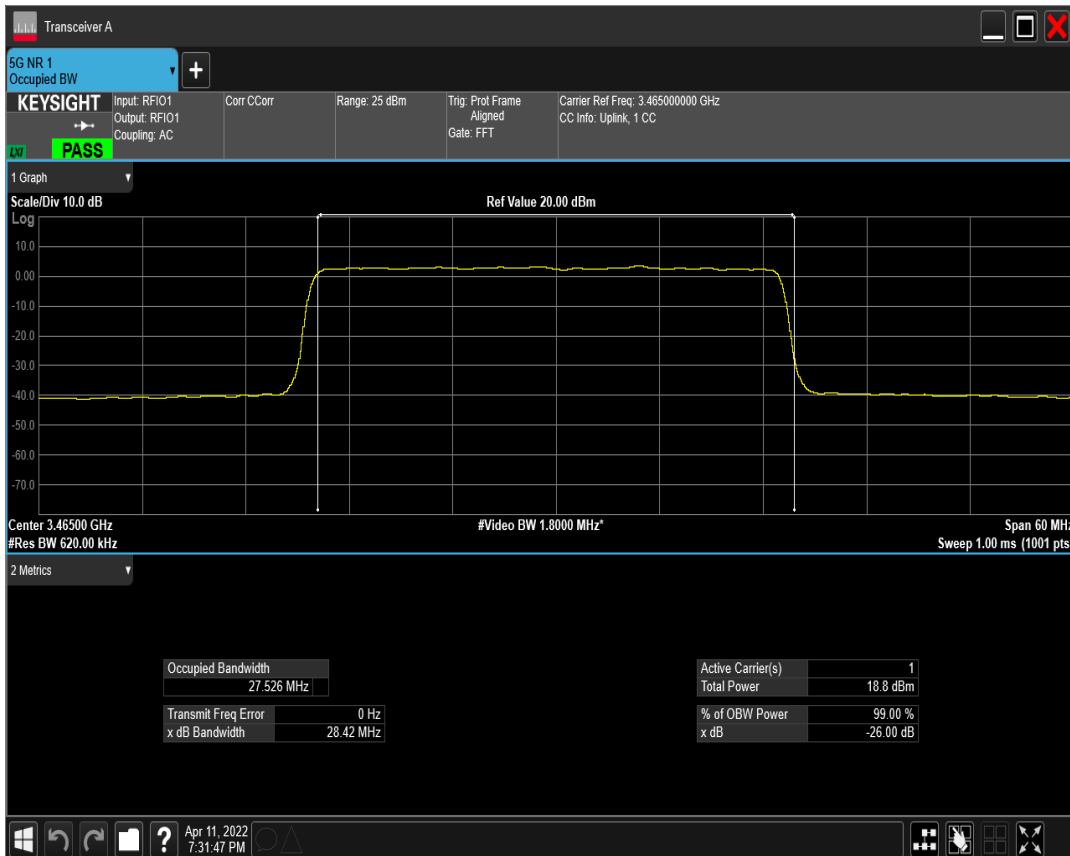 Transceiver A
5G NR 1
Occupied BW
+
KEYSIGHT
Input: RFIO1
Output: RFIO1
Coupling: AC
Corr CCorr
Range: 25 dBm
Trig: Prot Frame
Aligned
Gate: FFT
Carrier Ref Freq: 3.465000000 GHz
CC Info: Uplink, 1 CC
LXI
PASS
1 Graph
Scale/Div 10.0 dB
Ref Value 20.00 dBm
Log
10.0
0.00
-10.0
-20.0
-30.0
-40.0
-50.0
-60.0
-70.0
Center 3.46500 GHz
#Video BW 1.8000 MHz*
Span 60 MHz
#Res BW 620.00 kHz
Sweep 1.00 ms (1001 pts
2 Metrics
Occupied Bandwidth
27.526 MHz
Transmit Freq Error 0 Hz
x dB Bandwidth 28.42 MHz
Active Carrier(s) 1
Total Power 18.8 dBm
% of OBW Power 99.00 %
x dB -26.00 dB
?
Apr 11, 2022
7:31:47 PM